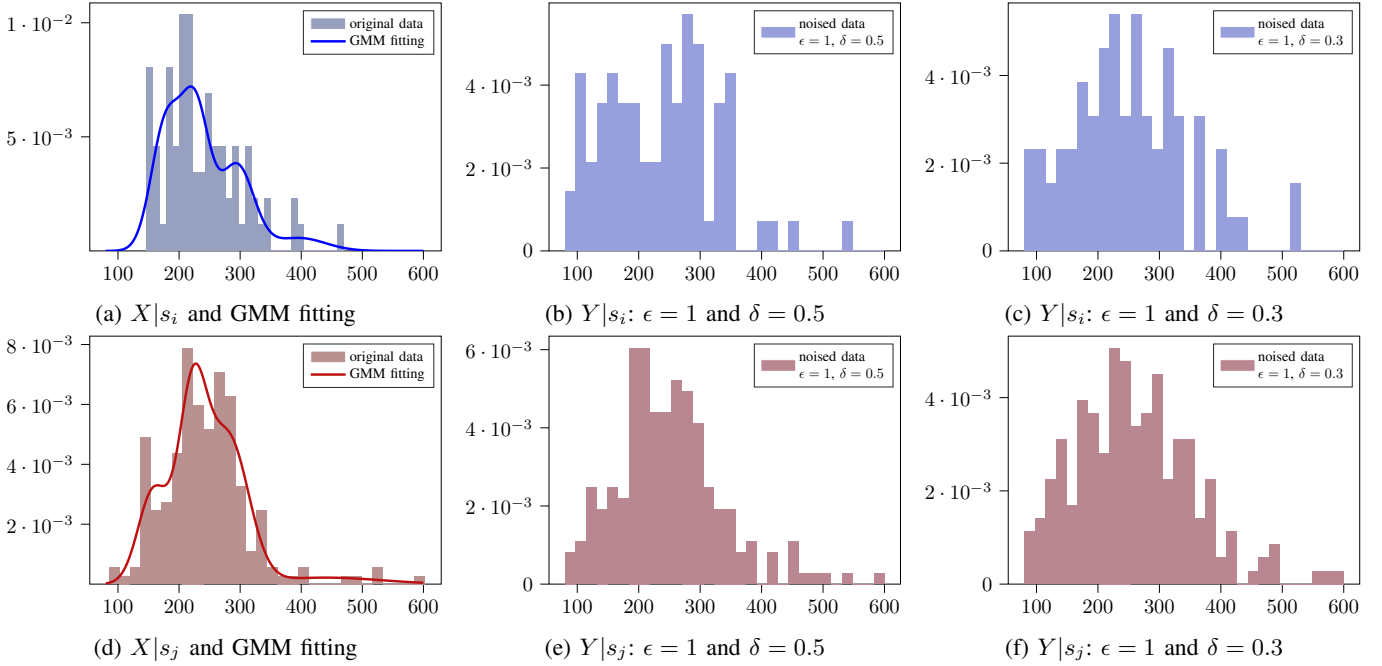 1 · 10⁻²
5 · 10⁻³
original data
GMM fitting
100 200 300 400 500 600
(a) X|sᵢ and GMM fitting
4 · 10⁻³
2 · 10⁻³
0
noised data
ϵ = 1, δ = 0.5
100 200 300 400 500 600
(b) Y|sᵢ: ϵ = 1 and δ = 0.5
4 · 10⁻³
2 · 10⁻³
0
noised data
ϵ = 1, δ = 0.3
100 200 300 400 500 600
(c) Y|sᵢ: ϵ = 1 and δ = 0.3
8 · 10⁻³
6 · 10⁻³
4 · 10⁻³
2 · 10⁻³
original data
GMM fitting
100 200 300 400 500 600
(d) X|sⱼ and GMM fitting
6 · 10⁻³
4 · 10⁻³
2 · 10⁻³
0
noised data
ϵ = 1, δ = 0.5
100 200 300 400 500 600
(e) Y|sⱼ: ϵ = 1 and δ = 0.5
4 · 10⁻³
2 · 10⁻³
0
noised data
ϵ = 1, δ = 0.3
100 200 300 400 500 600
(f) Y|sⱼ: ϵ = 1 and δ = 0.3